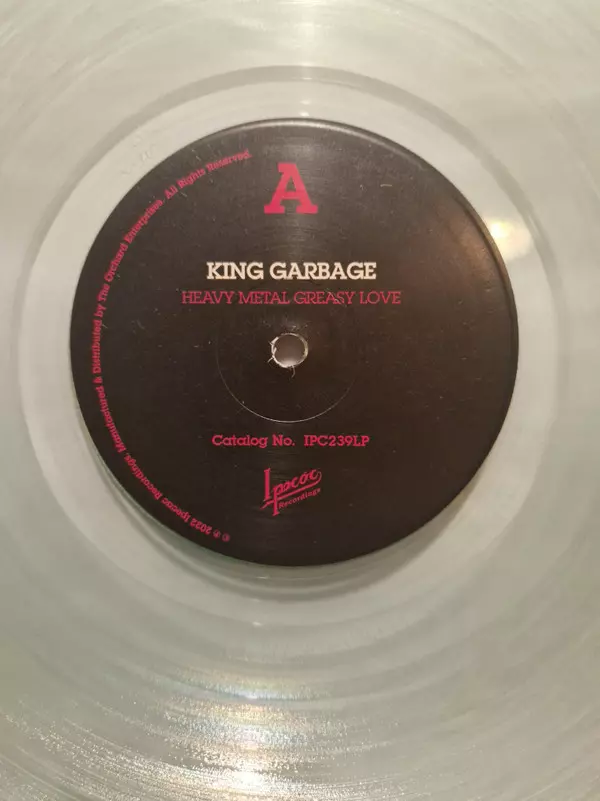 A
KING GARBAGE
HEAVY METAL GREASY LOVE
Catalog No. IPC239LP
Ipecac
Recordings
© ℗ 2022 Ipecac Recordings. Manufactured & Distributed by The Orchard Enterprises. All Rights Reserved.